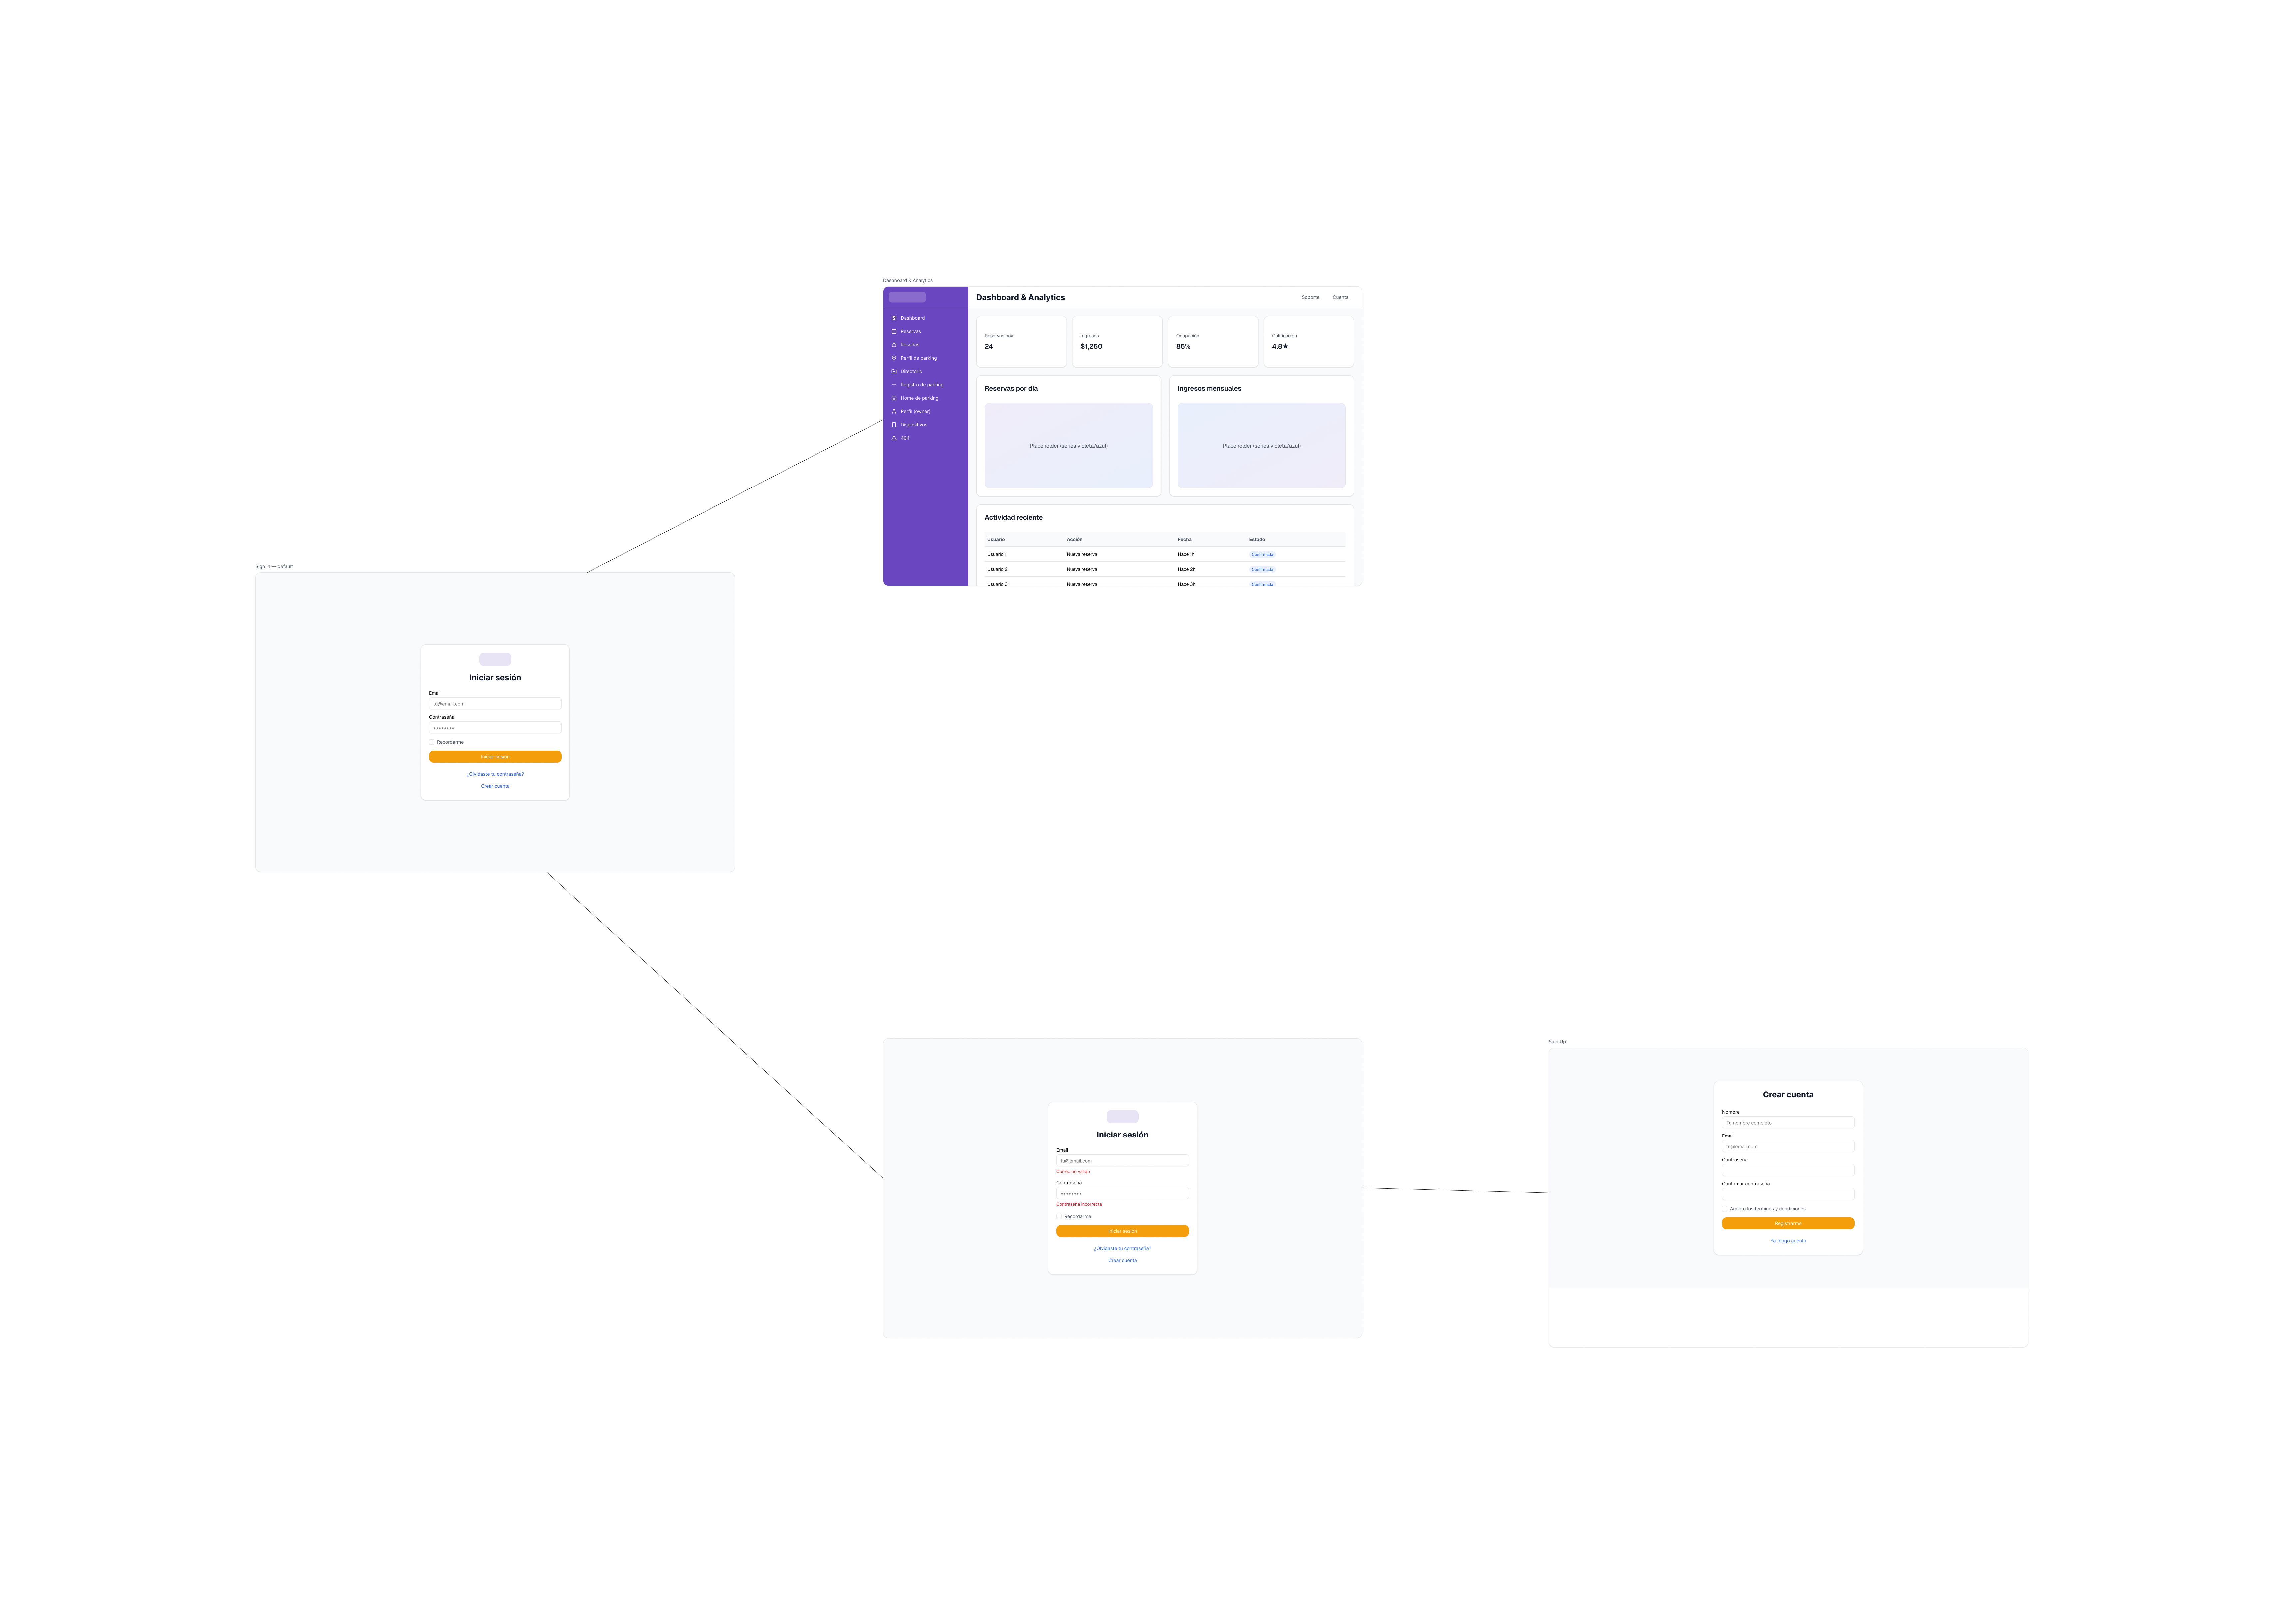 Dashboard & Analytics
Dashboard
Reservas
Reseñas
Perfil de parking
Directorio
Registro de parking
Home de parking
Perfil (owner)
Dispositivos
404
Dashboard & Analytics
Soporte
Cuenta
Reservas hoy
24
Ingresos
$1,250
Ocupación
85%
Calificación
4.8★
Reservas por día
Placeholder (series violeta/azul)
Ingresos mensuales
Placeholder (series violeta/azul)
Actividad reciente
Usuario Acción Fecha Estado
Usuario 1 Nueva reserva Hace 1h Confirmada
Usuario 2 Nueva reserva Hace 2h Confirmada
Usuario 3 Nueva reserva Hace 3h Confirmada
Sign In — default
Iniciar sesión
Email
tu@email.com
Contraseña
••••••••
Recordarme
Iniciar sesión
¿Olvidaste tu contraseña?
Crear cuenta
Iniciar sesión
Email
tu@email.com
Correo no válido
Contraseña
••••••••
Contraseña incorrecta
Recordarme
Iniciar sesión
¿Olvidaste tu contraseña?
Crear cuenta
Sign Up
Crear cuenta
Nombre
Tu nombre completo
Email
tu@email.com
Contraseña
Confirmar contraseña
Acepto los términos y condiciones
Registrarme
Ya tengo cuenta